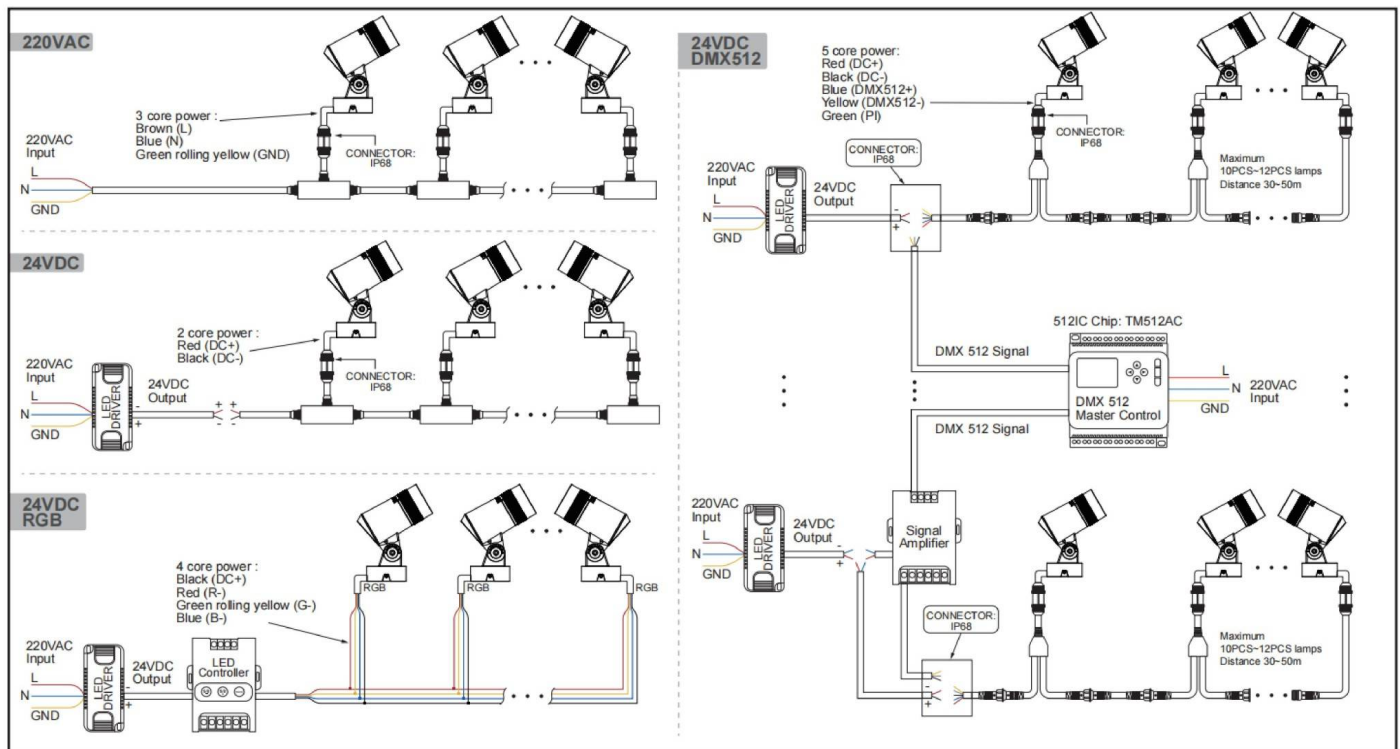 220VAC
3 core power :
Brown (L)
Blue (N)
Green rolling yellow (GND)
CONNECTOR:
IP68
220VAC
Input
L
N
GND
24VDC
2 core power :
Red (DC+)
Black (DC-)
CONNECTOR:
IP68
220VAC
Input
L
N
GND
LED
DRIVER
24VDC
Output
-
+
+ +
- -
24VDC
RGB
4 core power :
Black (DC+)
Red (R-)
Green rolling yellow (G-)
Blue (B-)
RGB
RGB
RGB
220VAC
Input
L
N
GND
LED
DRIVER
24VDC
Output
-
+
LED
Controller
24VDC
DMX512
5 core power:
Red (DC+)
Black (DC-)
Blue (DMX512+)
Yellow (DMX512-)
Green (PI)
CONNECTOR:
IP68
CONNECTOR:
IP68
Maximum
10PCS~12PCS lamps
Distance 30~50m
220VAC
Input
L
N
GND
LED
DRIVER
24VDC
Output
-
+
512IC Chip: TM512AC
DMX 512 Signal
DMX 512
Master Control
L
N
GND
220VAC
Input
DMX 512 Signal
220VAC
Input
L
N
GND
LED
DRIVER
24VDC
Output
-
+
Signal
Amplifier
CONNECTOR:
IP68
-
+
Maximum
10PCS~12PCS lamps
Distance 30~50m